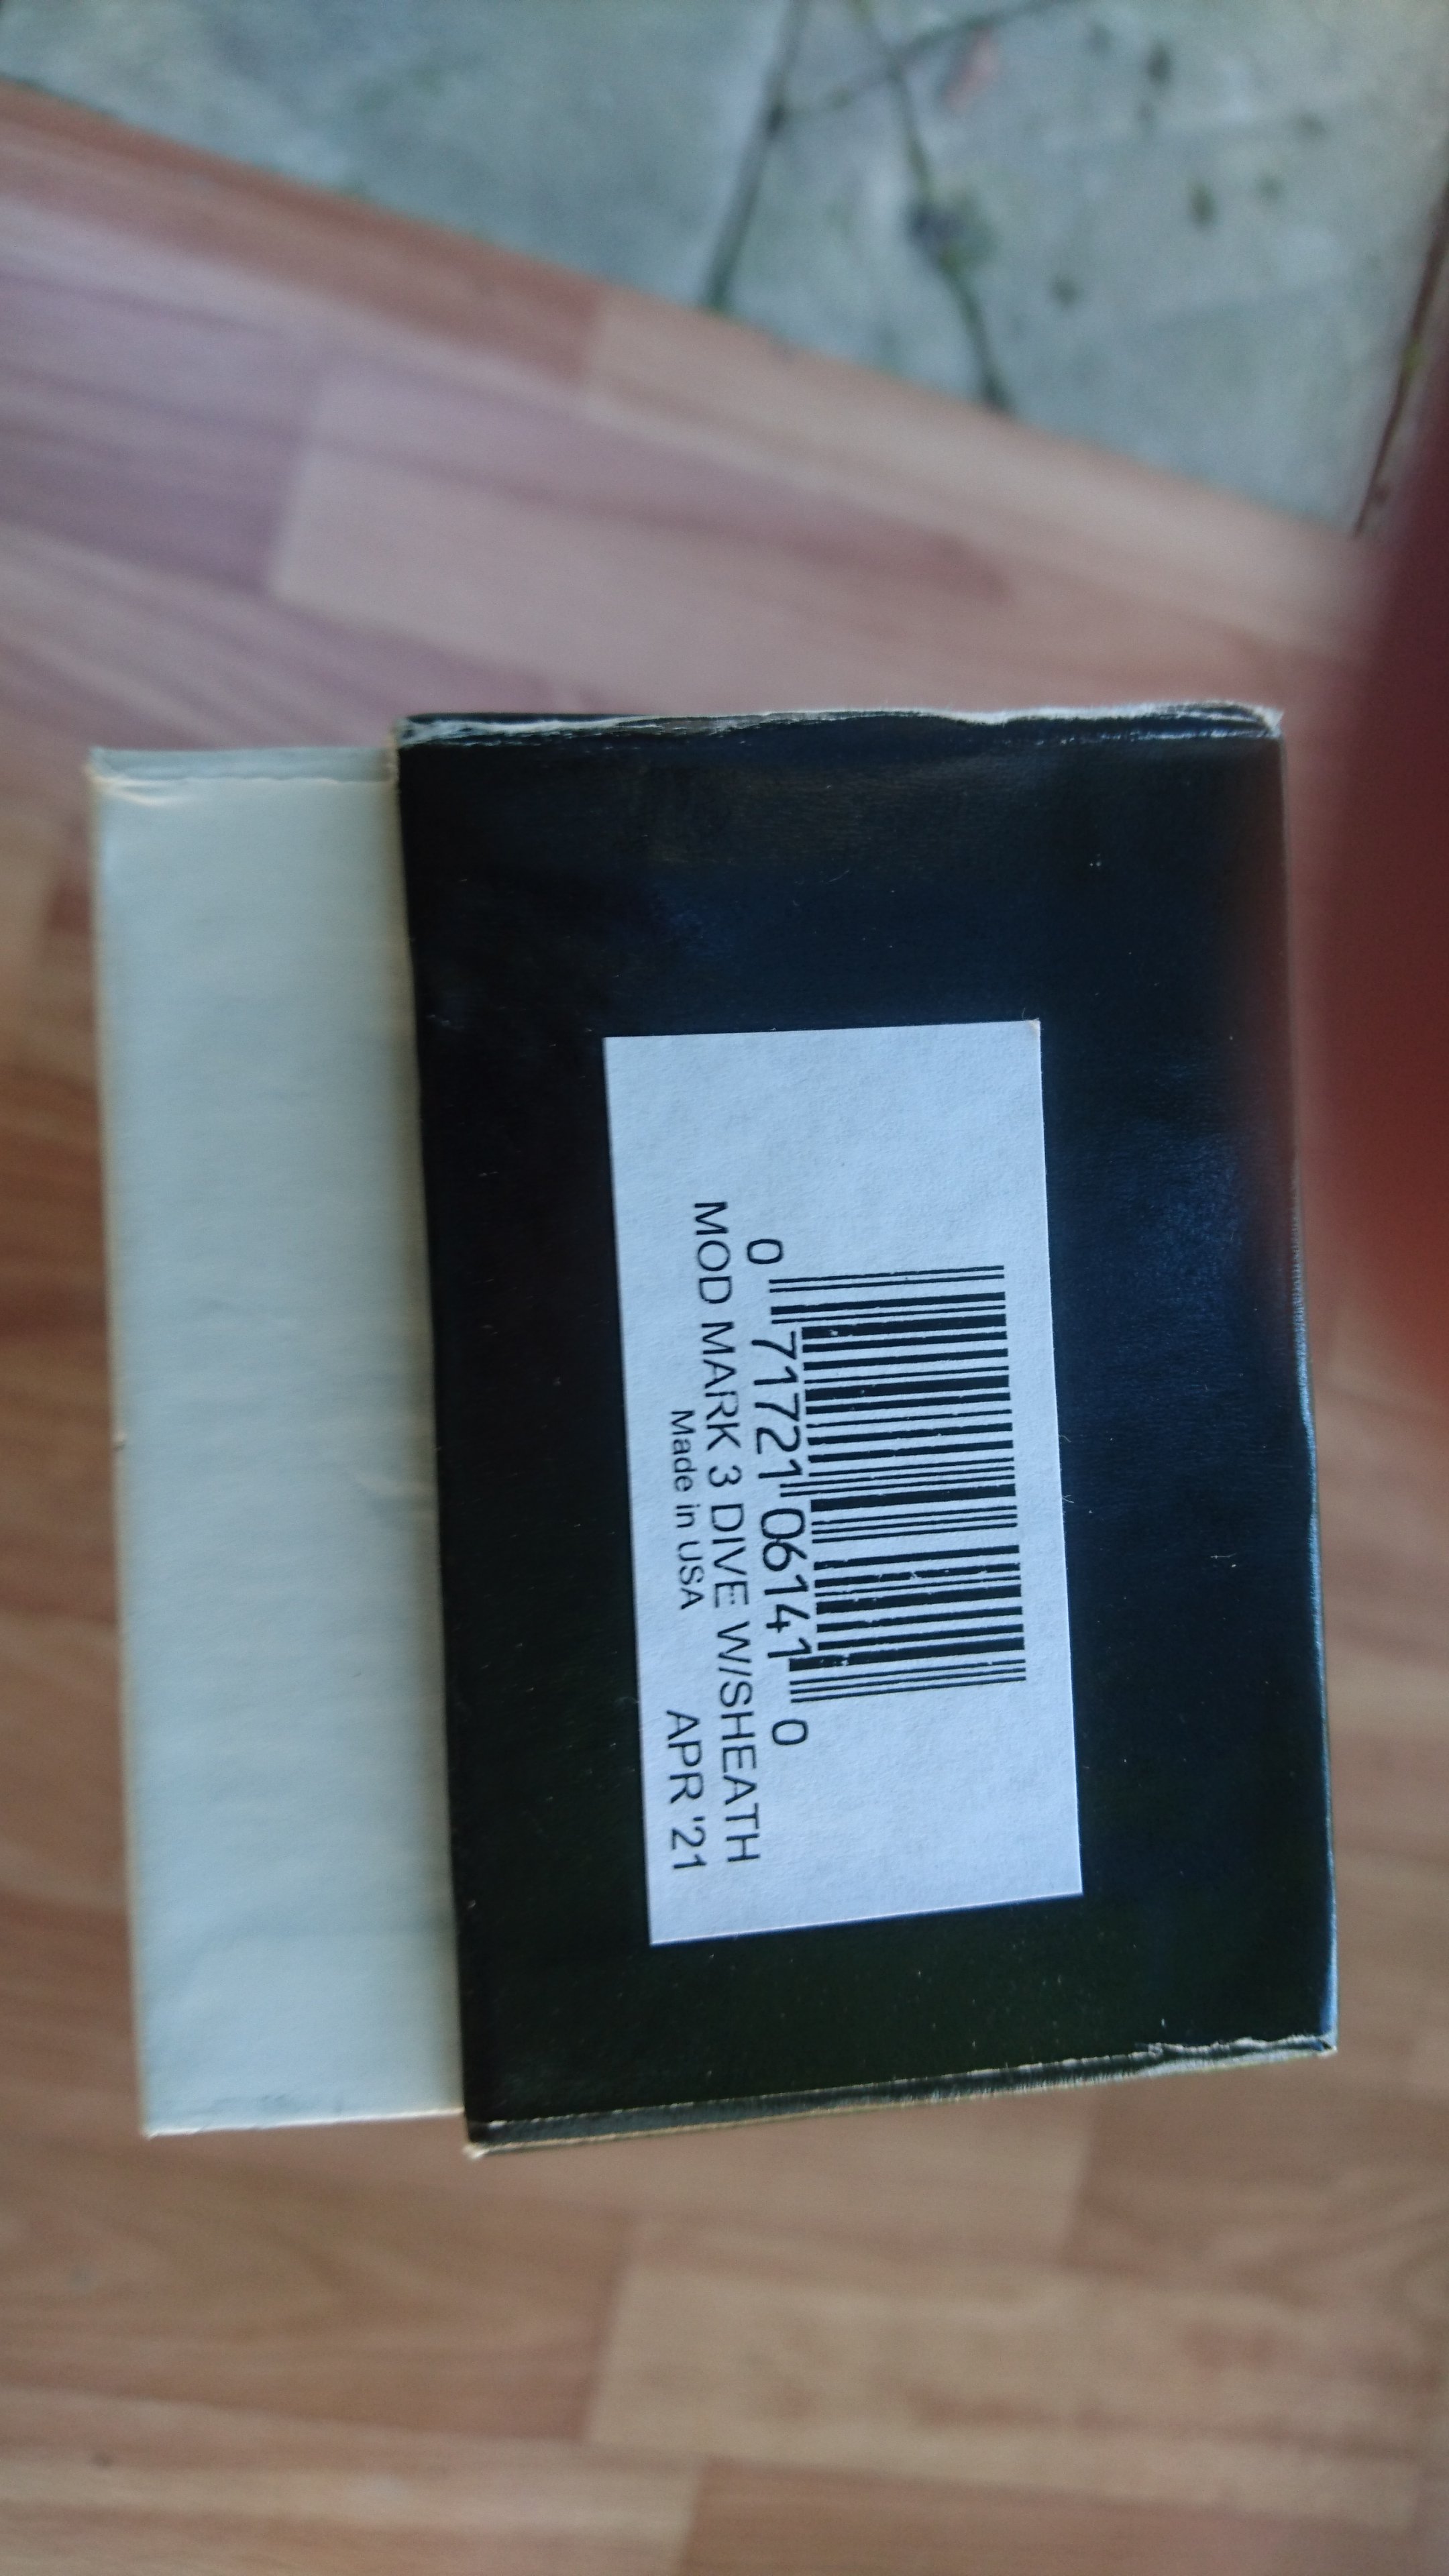 0 71721 06141 0
MOD MARK 3 DIVE W/SHEATH
Made in USA APR '21